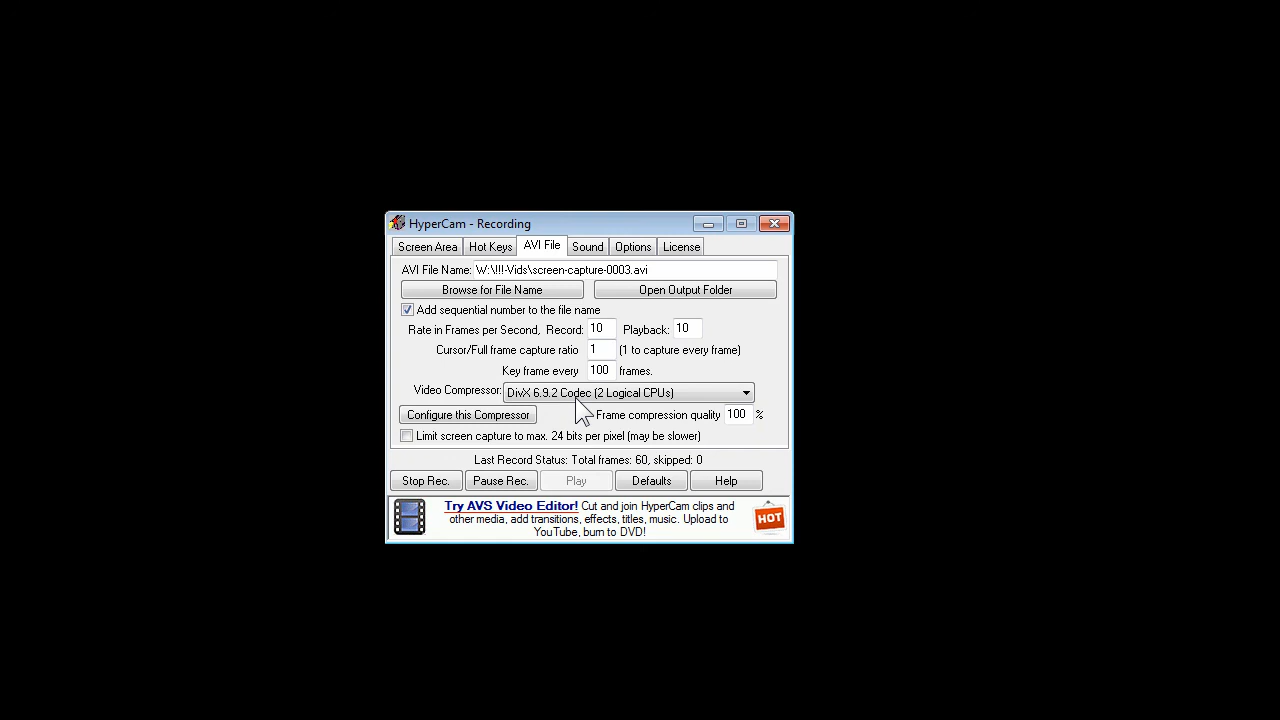 HyperCam - Recording
Screen Area Hot Keys AVI File Sound Options License
AVI File Name: W:\!!!-Vids\screen-capture-0003.avi
Browse for File Name Open Output Folder
Add sequential number to the file name
Rate in Frames per Second, Record: 10 Playback: 10
Cursor/Full frame capture ratio 1 (1 to capture every frame)
Key frame every 100 frames.
Video Compressor: DivX 6.9.2 Codec (2 Logical CPUs)
Configure this Compressor Frame compression quality 100 %
Limit screen capture to max. 24 bits per pixel (may be slower)
Last Record Status: Total frames: 60, skipped: 0
Stop Rec. Pause Rec. Play Defaults Help
Try AVS Video Editor! Cut and join HyperCam clips and
other media, add transitions, effects, titles, music. Upload to
YouTube, burn to DVD!
HOT